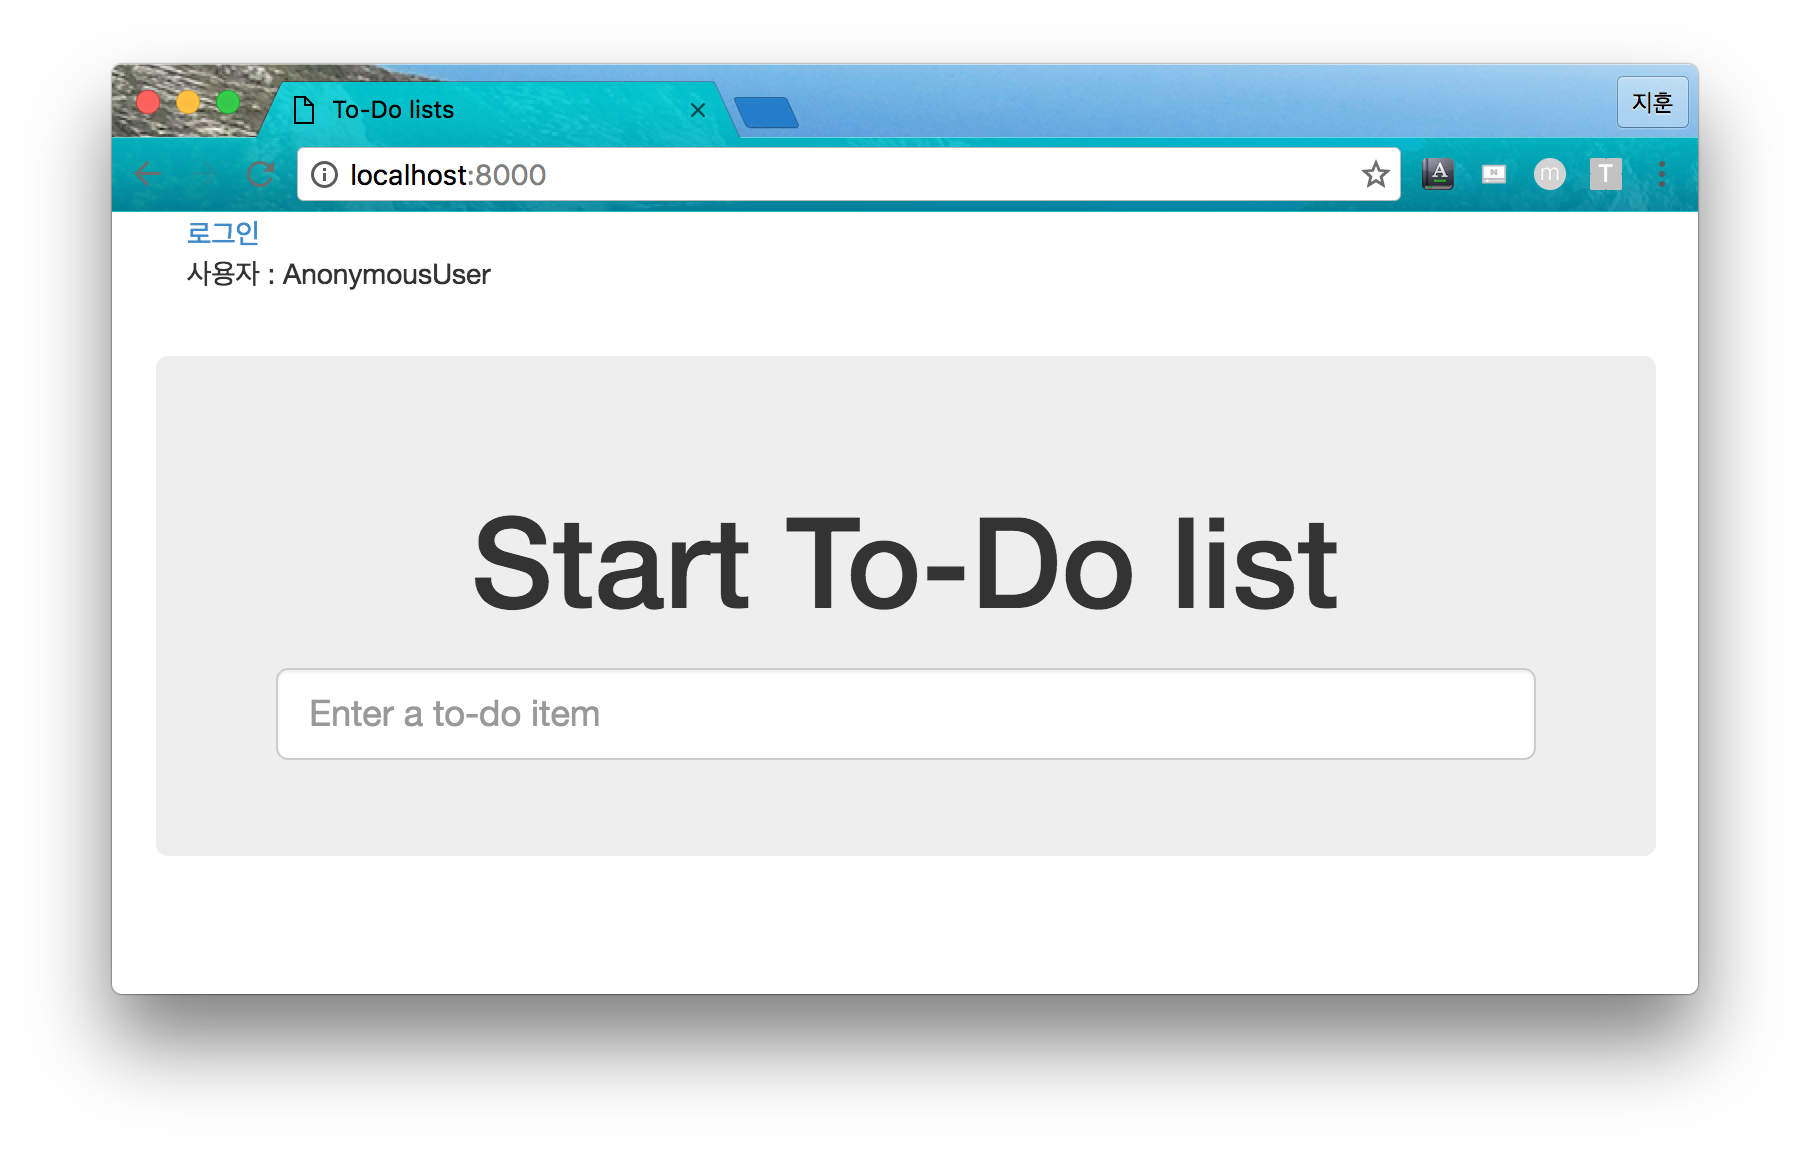 To-Do lists
지훈
localhost:8000
A
N
m
T
로그인
사용자 : AnonymousUser
Start To-Do list
Enter a to-do item